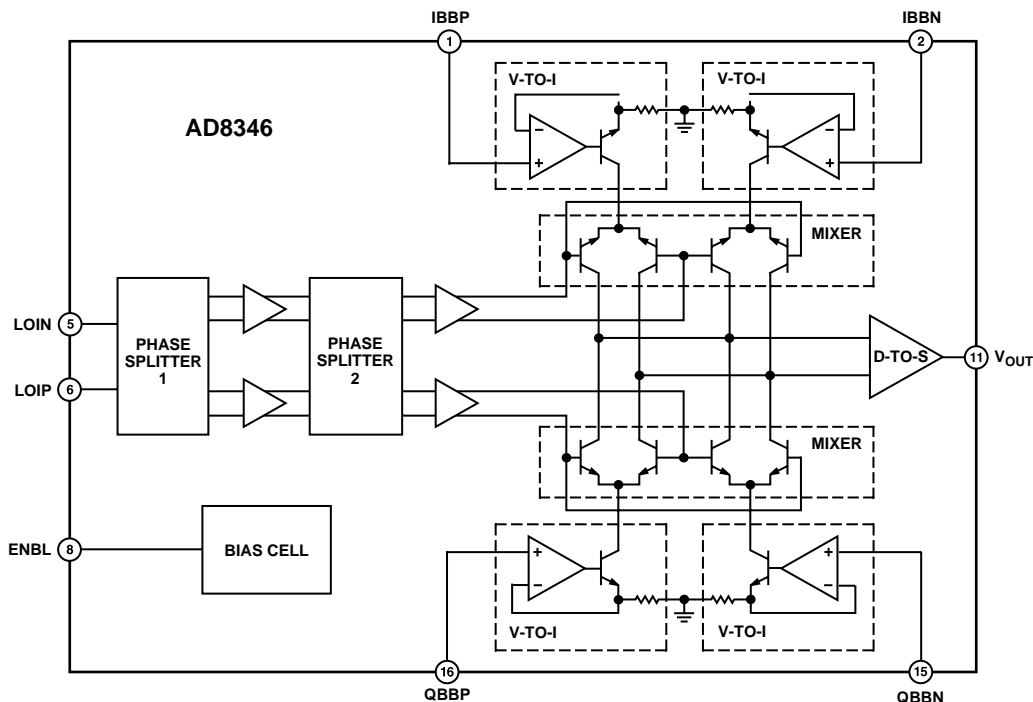 IBBP
IBBN
1
2
V-TO-I
V-TO-I
AD8346
−
+
−
+
MIXER
LOIN
5
PHASE
SPLITTER
1
PHASE
SPLITTER
2
D-TO-S
11
VOUT
LOIP
6
MIXER
ENBL
8
BIAS CELL
+
−
+
−
V-TO-I
V-TO-I
16
15
QBBP
QBBN